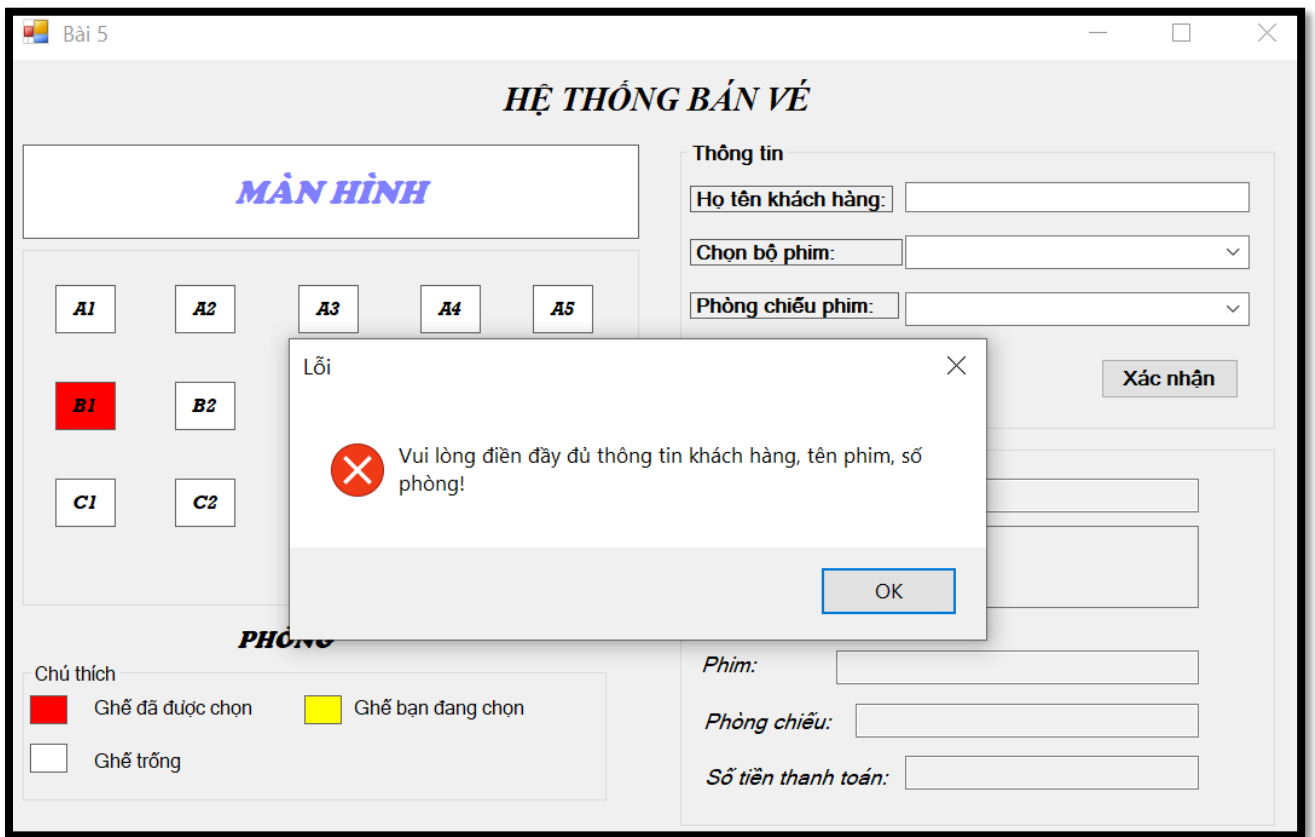 Bài 5
HỆ THỐNG BÁN VÉ
MÀN HÌNH
A1 A2 A3 A4 A5
B1 B2
C1 C2
PHÒNG
Chú thích
Ghế đã được chọn Ghế bạn đang chọn
Ghế trống
Thông tin
Họ tên khách hàng:
Chọn bộ phim:
Phòng chiếu phim:
Xác nhận
Lỗi
Vui lòng điền đầy đủ thông tin khách hàng, tên phim, số
phòng!
OK
Phim:
Phòng chiếu:
Số tiền thanh toán: